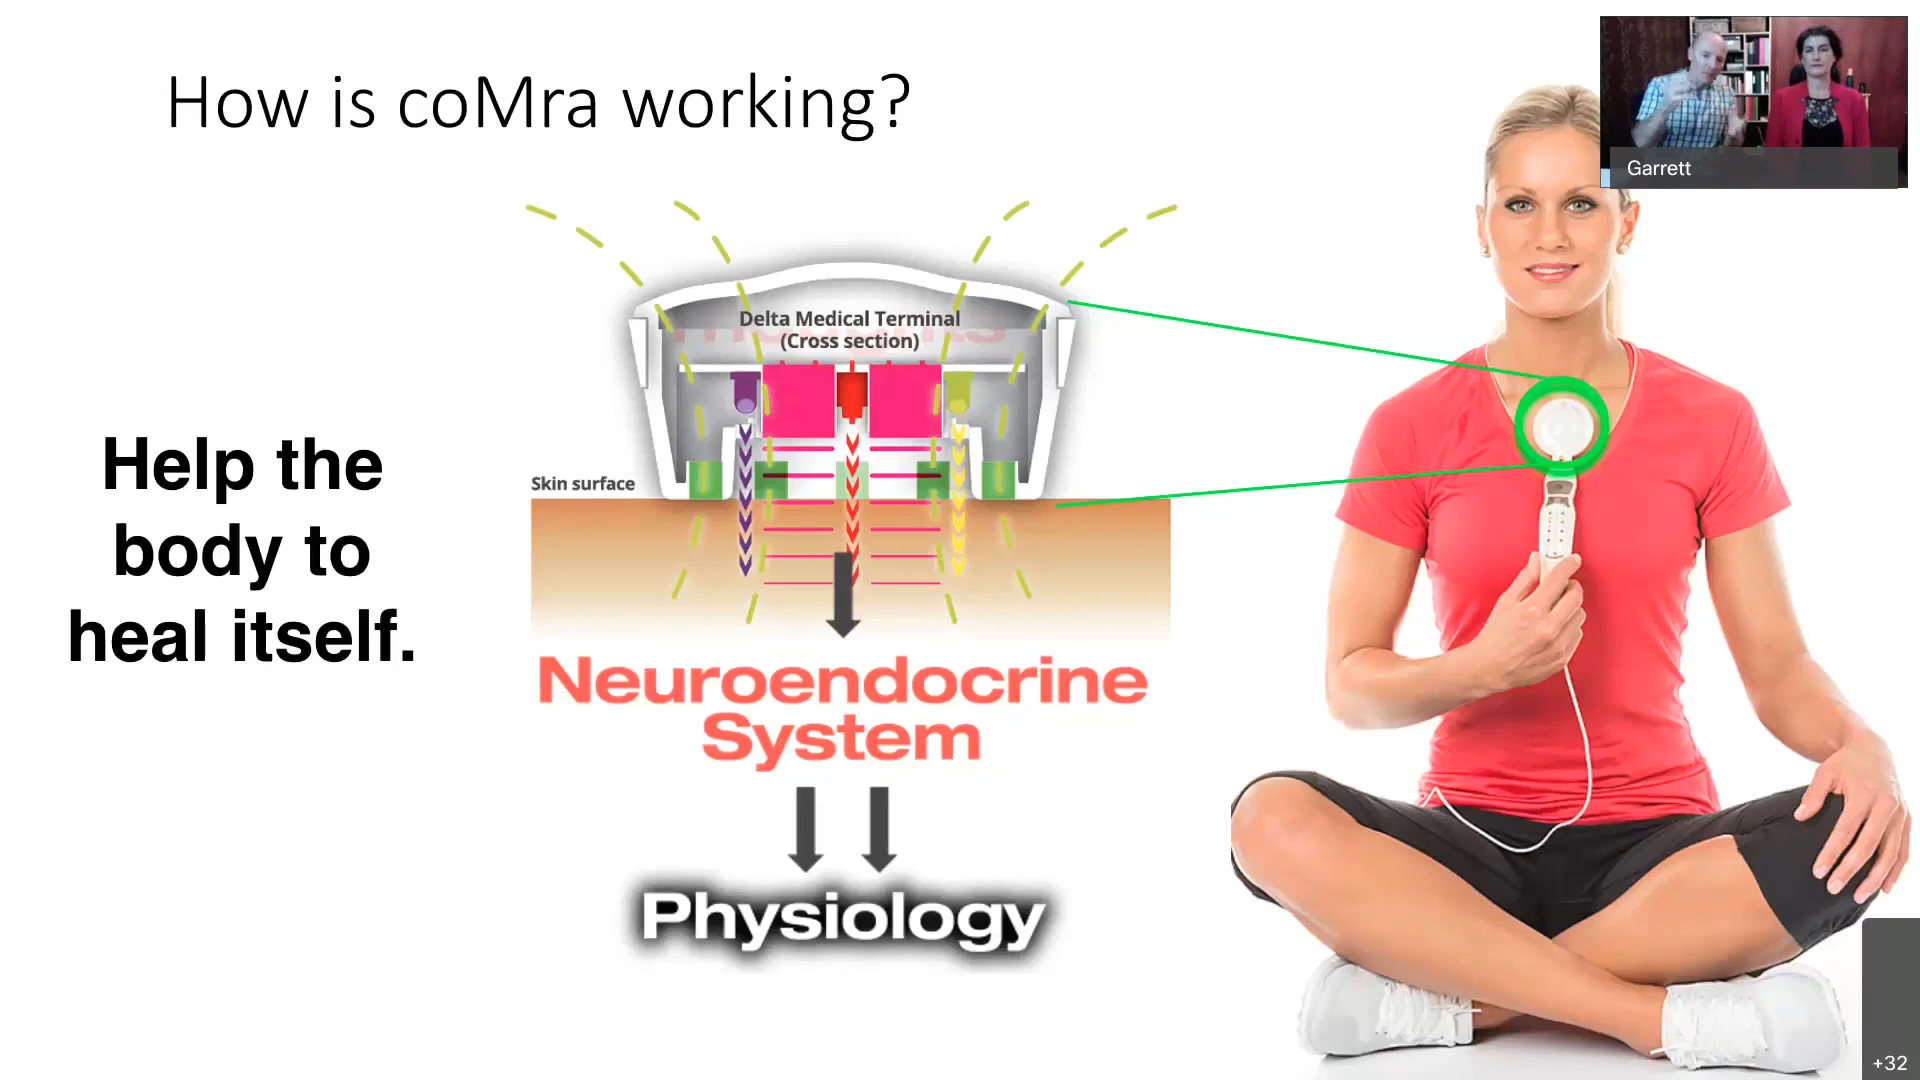 How is coMra working?
Garrett
Delta Medical Terminal
(Cross section)
Skin surface
Help the
body to
heal itself.
Neuroendocrine
System
Physiology
+32